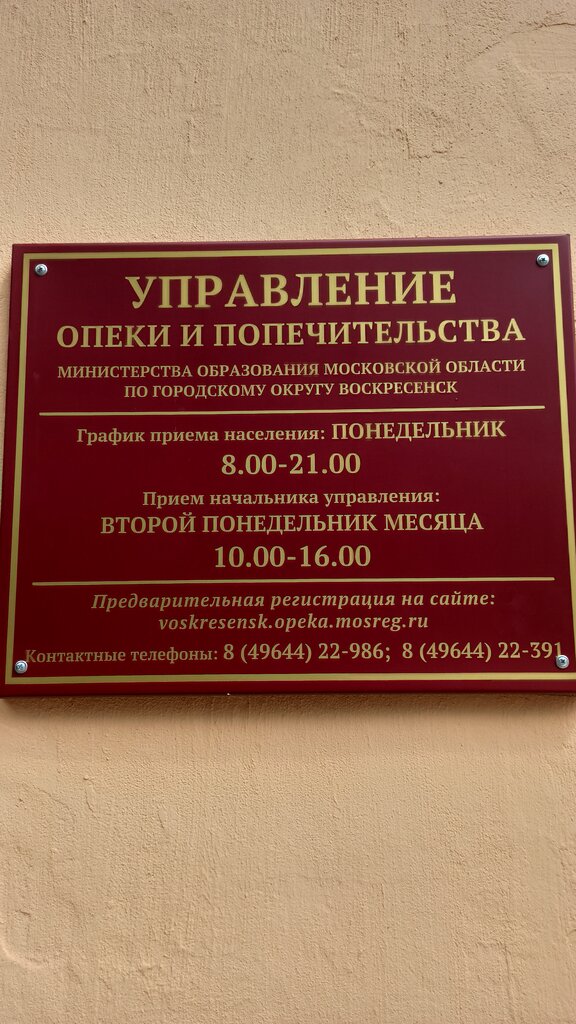 УПРАВЛЕНИЕ
ОПЕКИ И ПОПЕЧИТЕЛЬСТВА
МИНИСТЕРСТВА ОБРАЗОВАНИЯ МОСКОВСКОЙ ОБЛАСТИ
ПО ГОРОДСКОМУ ОКРУГУ ВОСКРЕСЕНСК
График приема населения: ПОНЕДЕЛЬНИК
8.00-21.00
Прием начальника управления:
ВТОРОЙ ПОНЕДЕЛЬНИК МЕСЯЦА
10.00-16.00
Предварительная регистрация на сайте:
voskresensk.opeka.mosreg.ru
Контактные телефоны: 8 (49644) 22-986; 8 (49644) 22-391